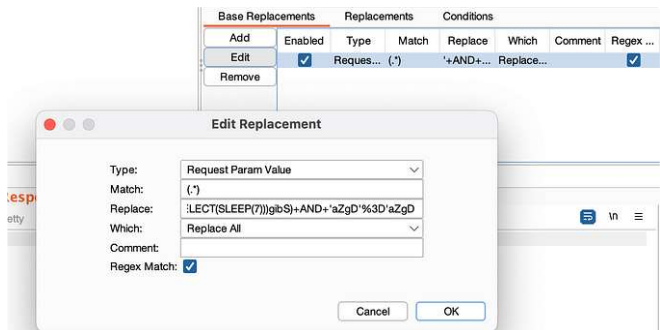 Base Replacements Replacements Conditions
Add Enabled Type Match Replace Which Comment Regex ...
Edit Reques... (.*) '+AND+... Replace...
Remove
Edit Replacement
Type: Request Param Value
Match: (.*)
Replace: :LECT(SLEEP(7)))gibS)+AND+'aZgD'%3D'aZgD
Which: Replace All
Comment:
Regex Match:
Cancel OK
Resp
etty
\n